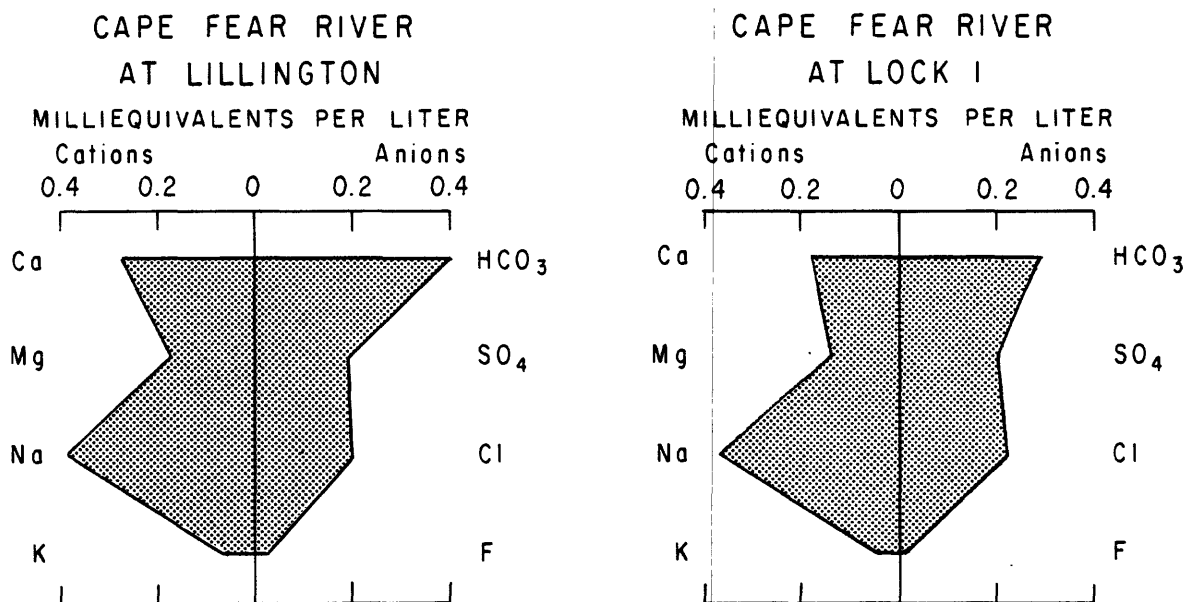 CAPE FEAR RIVER
AT LILLINGTON
MILLIEQUIVALENTS PER LITER
Cations Anions
0.4 0.2 0 0.2 0.4
Ca HCO3
Mg SO4
Na Cl
K F
CAPE FEAR RIVER
AT LOCK I
MILLIEQUIVALENTS PER LITER
Cations Anions
0.4 0.2 0 0.2 0.4
Ca HCO3
Mg SO4
Na Cl
K F